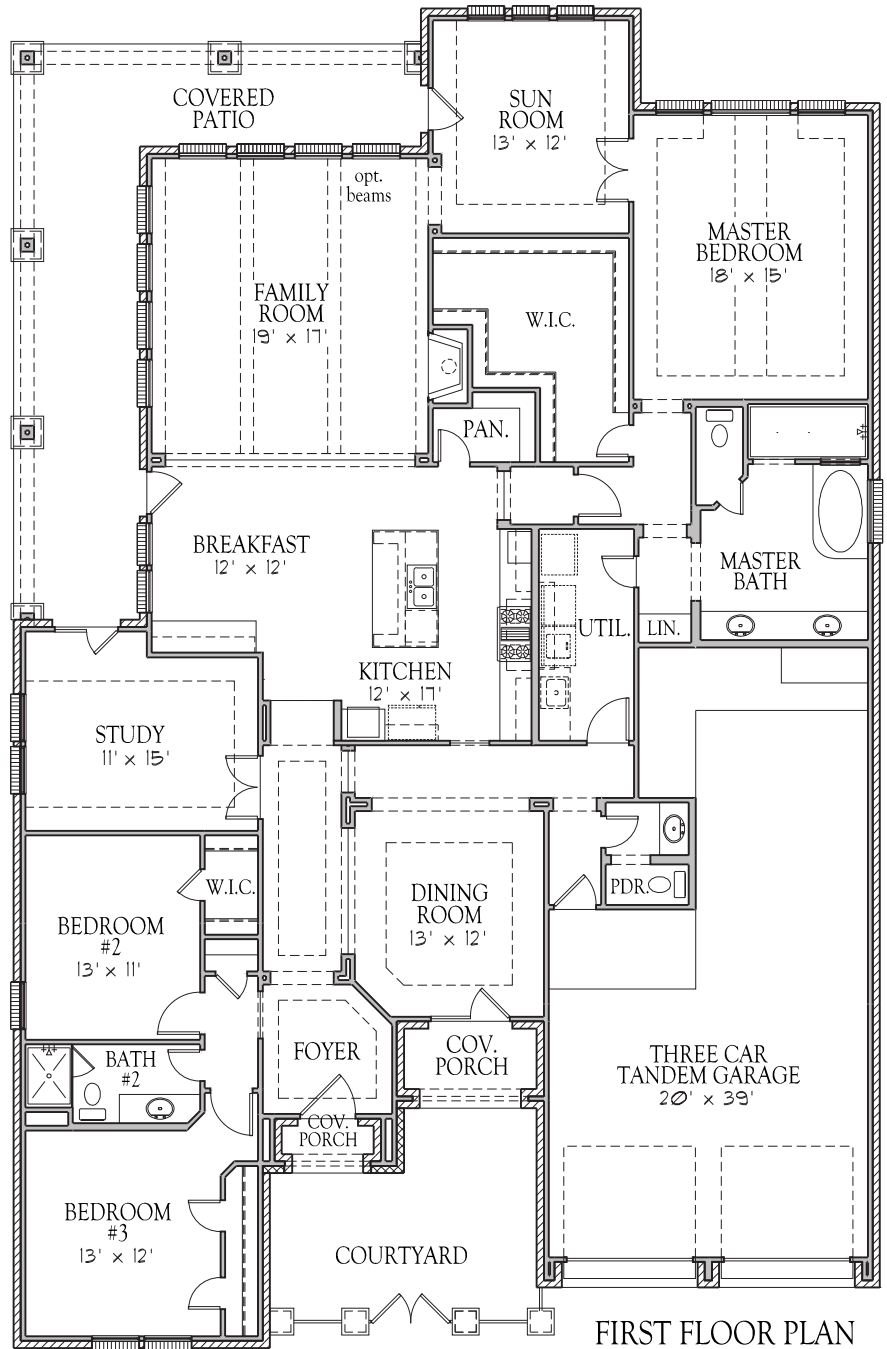 COVERED
PATIO
SUN
ROOM
13' x 12'
opt.
beams
MASTER
BEDROOM
18' x 15'
FAMILY
ROOM
19' x 17'
W.I.C.
PAN.
BREAKFAST
12' x 12'
MASTER
BATH
UTIL.
LIN.
KITCHEN
12' x 17'
STUDY
11' x 15'
W.I.C.
PDR.
DINING
ROOM
13' x 12'
BEDROOM
#2
13' x 11'
FOYER
COV.
PORCH
BATH
#2
THREE CAR
TANDEM GARAGE
20' x 39'
COV.
PORCH
BEDROOM
#3
13' x 12'
COURTYARD
FIRST FLOOR PLAN